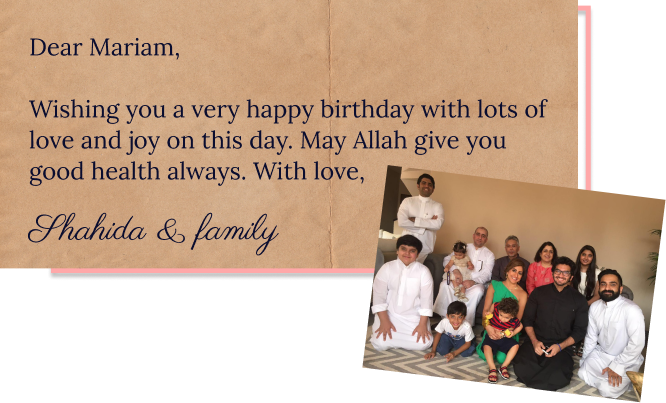 Dear Mariam,
Wishing you a very happy birthday with lots of
love and joy on this day. May Allah give you
good health always. With love,
Shahida & family